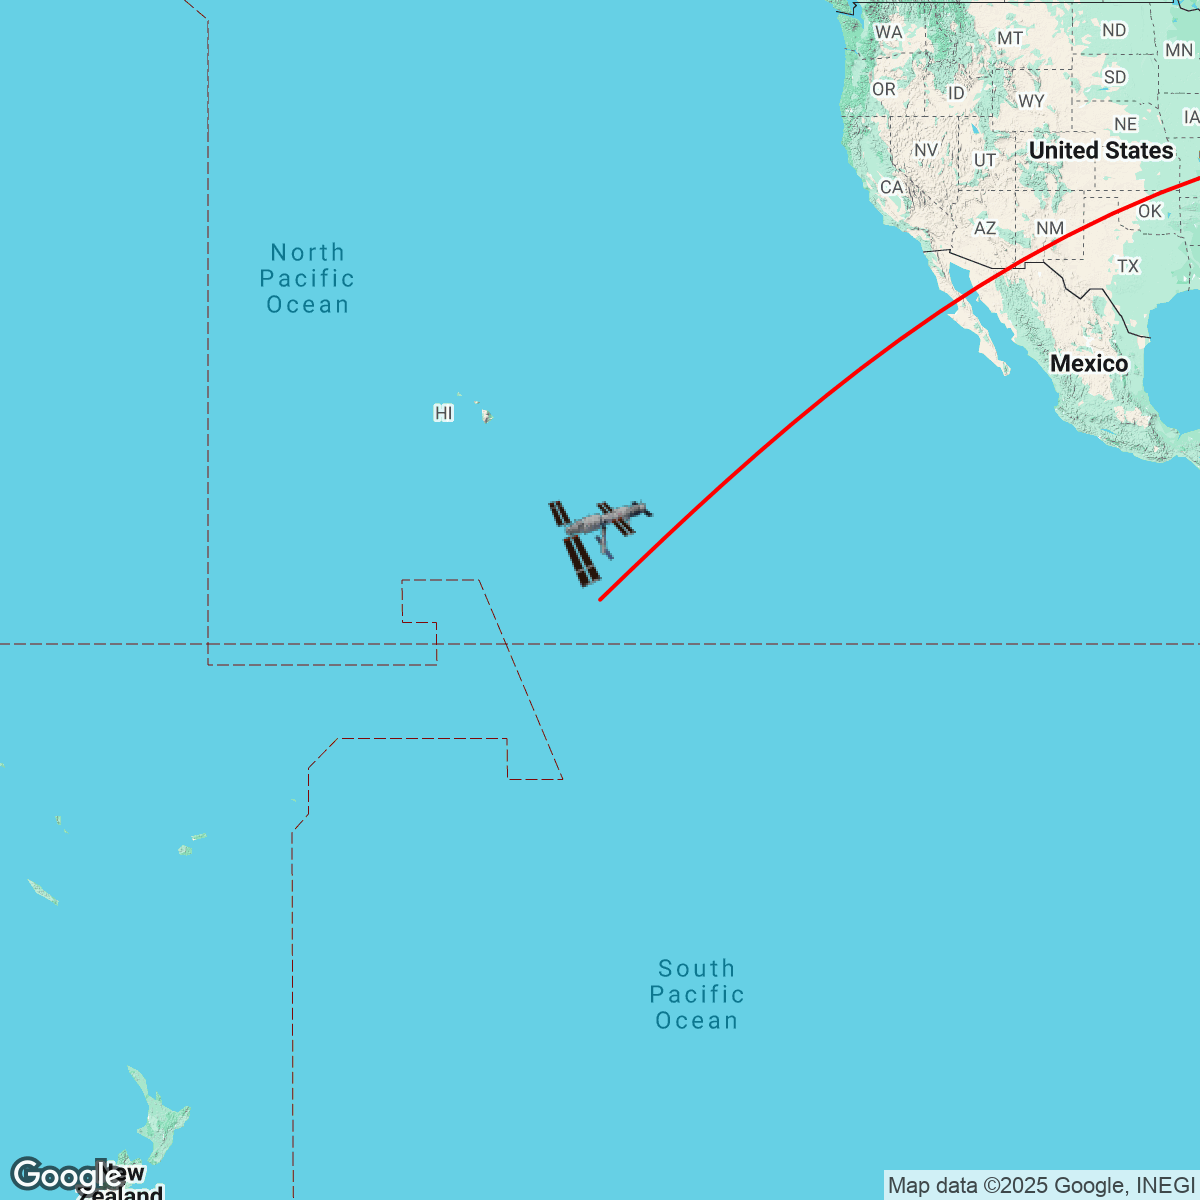 WA
MT
ND
MN
OR
ID
SD
WY
IA
NE
NV
UT
United States
CA
OK
AZ
NM
TX
North
Pacific
Ocean
Mexico
HI
South
Pacific
Ocean
New
Zealand
Google
Map data ©2025 Google, INEGI